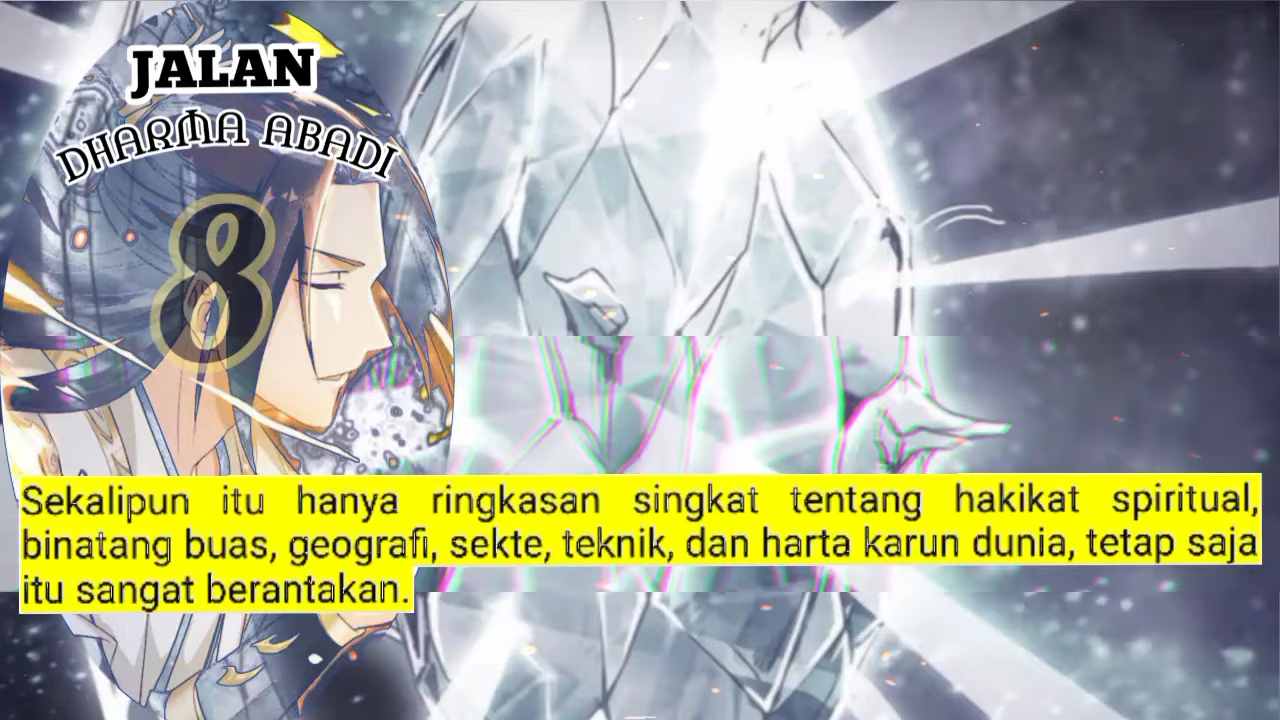 JALAN
DHARMA ABADI
8
Sekalipun itu hanya ringkasan singkat tentang hakikat spiritual,
binatang buas, geografi, sekte, teknik, dan harta karun dunia, tetap saja
itu sangat berantakan.